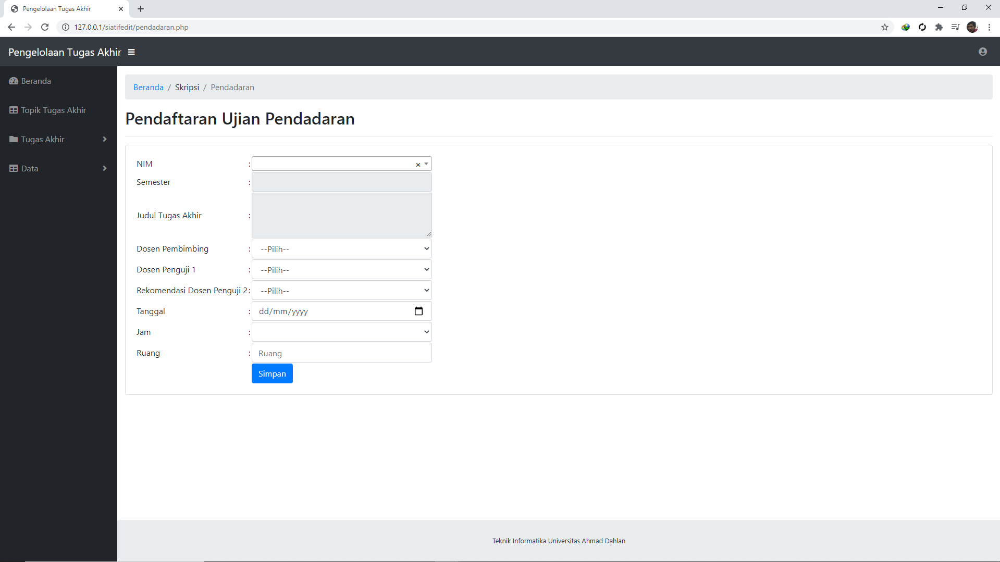 Pengelolaan Tugas Akhir
127.0.0.1/siatifedit/pendadaran.php
Pengelolaan Tugas Akhir
Beranda
Topik Tugas Akhir
Tugas Akhir
Data
Beranda / Skripsi / Pendadaran
Pendaftaran Ujian Pendadaran
NIM :
Semester :
Judul Tugas Akhir :
Dosen Pembimbing : --Pilih--
Dosen Penguji 1 : --Pilih--
Rekomendasi Dosen Penguji 2 : --Pilih--
Tanggal : dd/mm/yyyy
Jam :
Ruang : Ruang
Simpan
Teknik Informatika Universitas Ahmad Dahlan